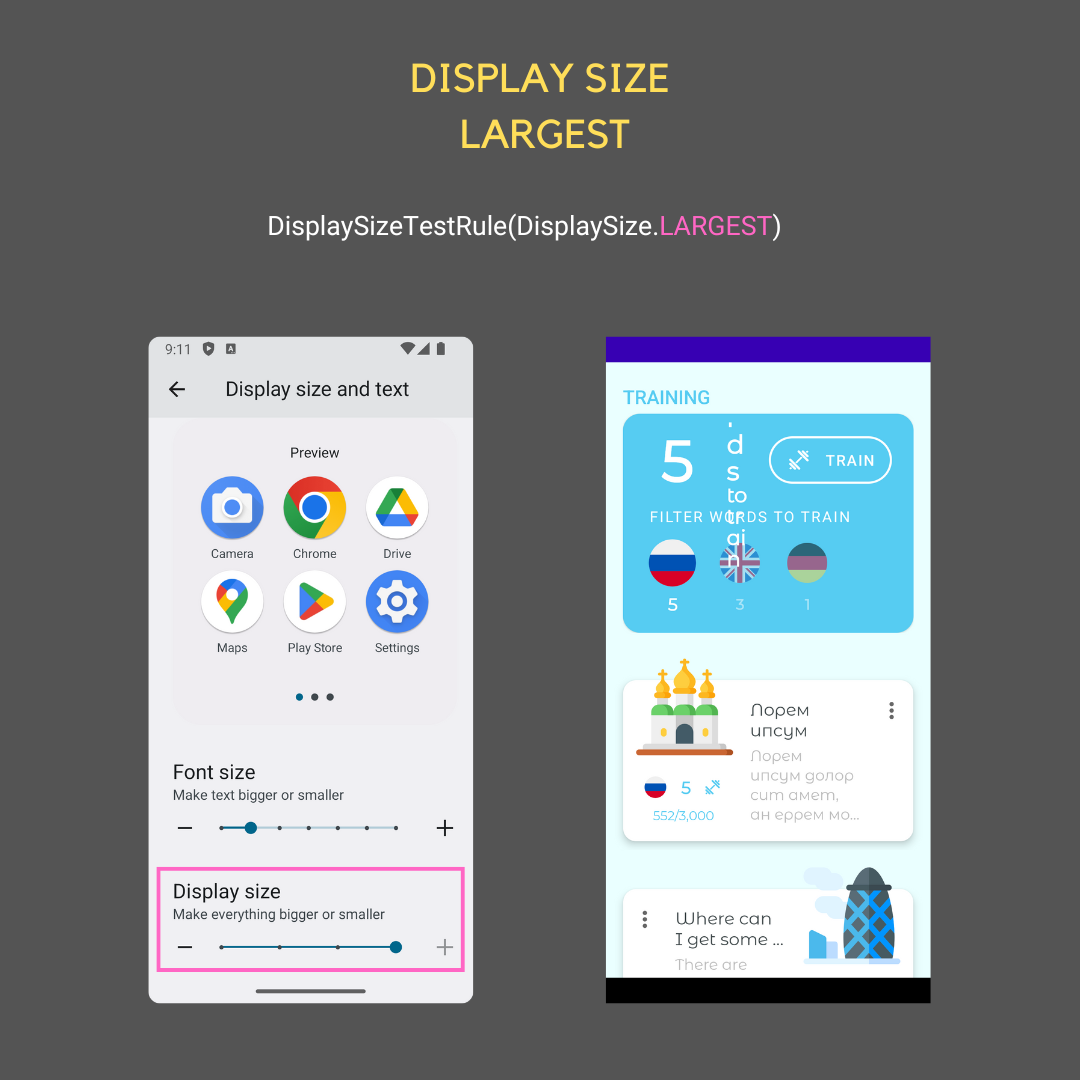 DISPLAY SIZE
LARGEST
DisplaySizeTestRule(DisplaySize.LARGEST)
9:11
A
Display size and text
Preview
Camera
Chrome
Drive
Maps
Play Store
Settings
Font size
Make text bigger or smaller
Display size
Make everything bigger or smaller
TRAINING
5
d
s
to
tr
ai
n
TRAIN
FILTER WORDS TO TRAIN
5
3
1
Лорем
ипсум
Лорем
ипсум долор
сит амет,
ан еррем мо...
5
552/3,000
Where can
I get some ...
There are